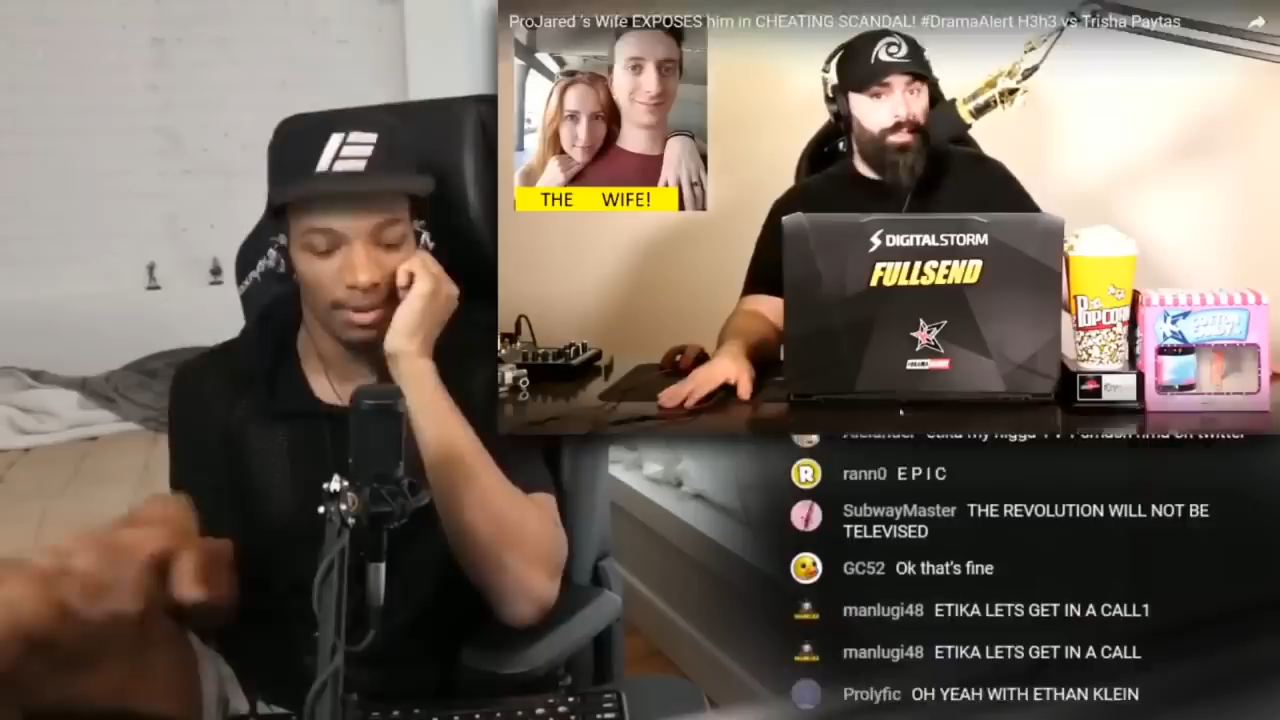 ProJared 's Wife EXPOSES him in CHEATING SCANDAL! #DramaAlert H3h3 vs Trisha Paytas
THE WIFE!
DIGITALSTORM
FULLSEND
POPCORN
rann0 E P I C
SubwayMaster THE REVOLUTION WILL NOT BE
TELEVISED
GC52 Ok that's fine
manlugi48 ETIKA LETS GET IN A CALL1
manlugi48 ETIKA LETS GET IN A CALL
Prolyfic OH YEAH WITH ETHAN KLEIN